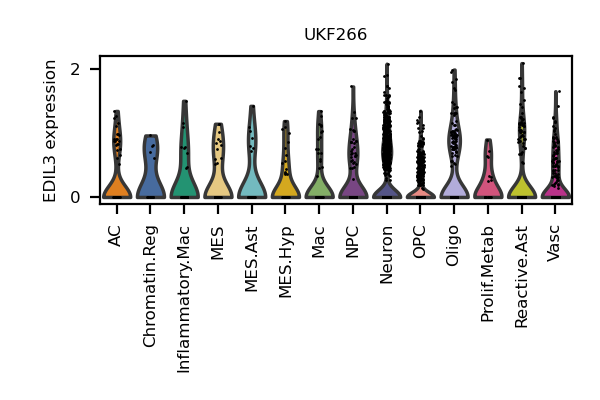 UKF266
EDIL3 expression
2
0
AC
Chromatin.Reg
Inflammatory.Mac
MES
MES.Ast
MES.Hyp
Mac
NPC
Neuron
OPC
Oligo
Prolif.Metab
Reactive.Ast
Vasc